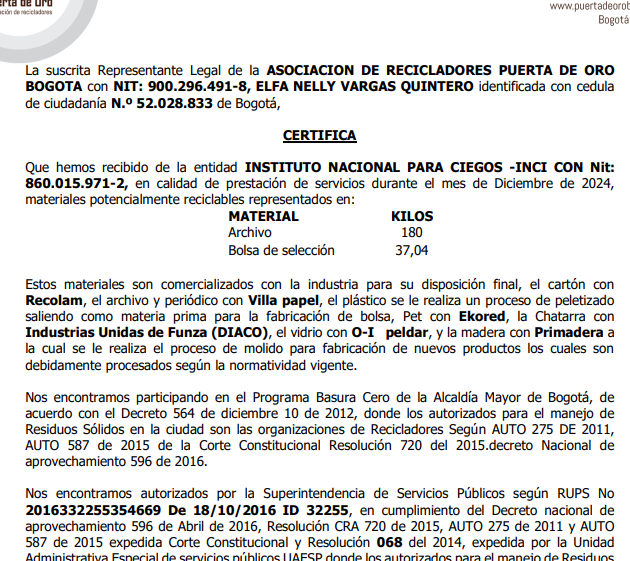 erta de Oro
ción de recicladores
www.puertadeorob
Bogotá
La suscrita Representante Legal de la ASOCIACION DE RECICLADORES PUERTA DE ORO
BOGOTA con NIT: 900.296.491-8, ELFA NELLY VARGAS QUINTERO identificada con cedula
de ciudadanía N.º 52.028.833 de Bogotá,
CERTIFICA
Que hemos recibido de la entidad INSTITUTO NACIONAL PARA CIEGOS -INCI CON Nit:
860.015.971-2, en calidad de prestación de servicios durante el mes de Diciembre de 2024,
materiales potencialmente reciclables representados en:
MATERIAL KILOS
Archivo 180
Bolsa de selección 37,04
Estos materiales son comercializados con la industria para su disposición final, el cartón con
Recolam, el archivo y periódico con Villa papel, el plástico se le realiza un proceso de peletizado
saliendo como materia prima para la fabricación de bolsa, Pet con Ekored, la Chatarra con
Industrias Unidas de Funza (DIACO), el vidrio con O-I peldar, y la madera con Primadera a
la cual se le realiza el proceso de molido para fabricación de nuevos productos los cuales son
debidamente procesados según la normatividad vigente.
Nos encontramos participando en el Programa Basura Cero de la Alcaldía Mayor de Bogotá, de
acuerdo con el Decreto 564 de diciembre 10 de 2012, donde los autorizados para el manejo de
Residuos Sólidos en la ciudad son las organizaciones de Recicladores Según AUTO 275 DE 2011,
AUTO 587 de 2015 de la Corte Constitucional Resolución 720 del 2015.decreto Nacional de
aprovechamiento 596 de 2016.
Nos encontramos autorizados por la Superintendencia de Servicios Públicos según RUPS No
2016332255354669 De 18/10/2016 ID 32255, en cumplimiento del Decreto nacional de
aprovechamiento 596 de Abril de 2016, Resolución CRA 720 de 2015, AUTO 275 de 2011 y AUTO
587 de 2015 expedida Corte Constitucional y Resolución 068 del 2014, expedida por la Unidad
Administrativa Especial de servicios públicos UAESP donde los autorizados para el manejo de Residuos